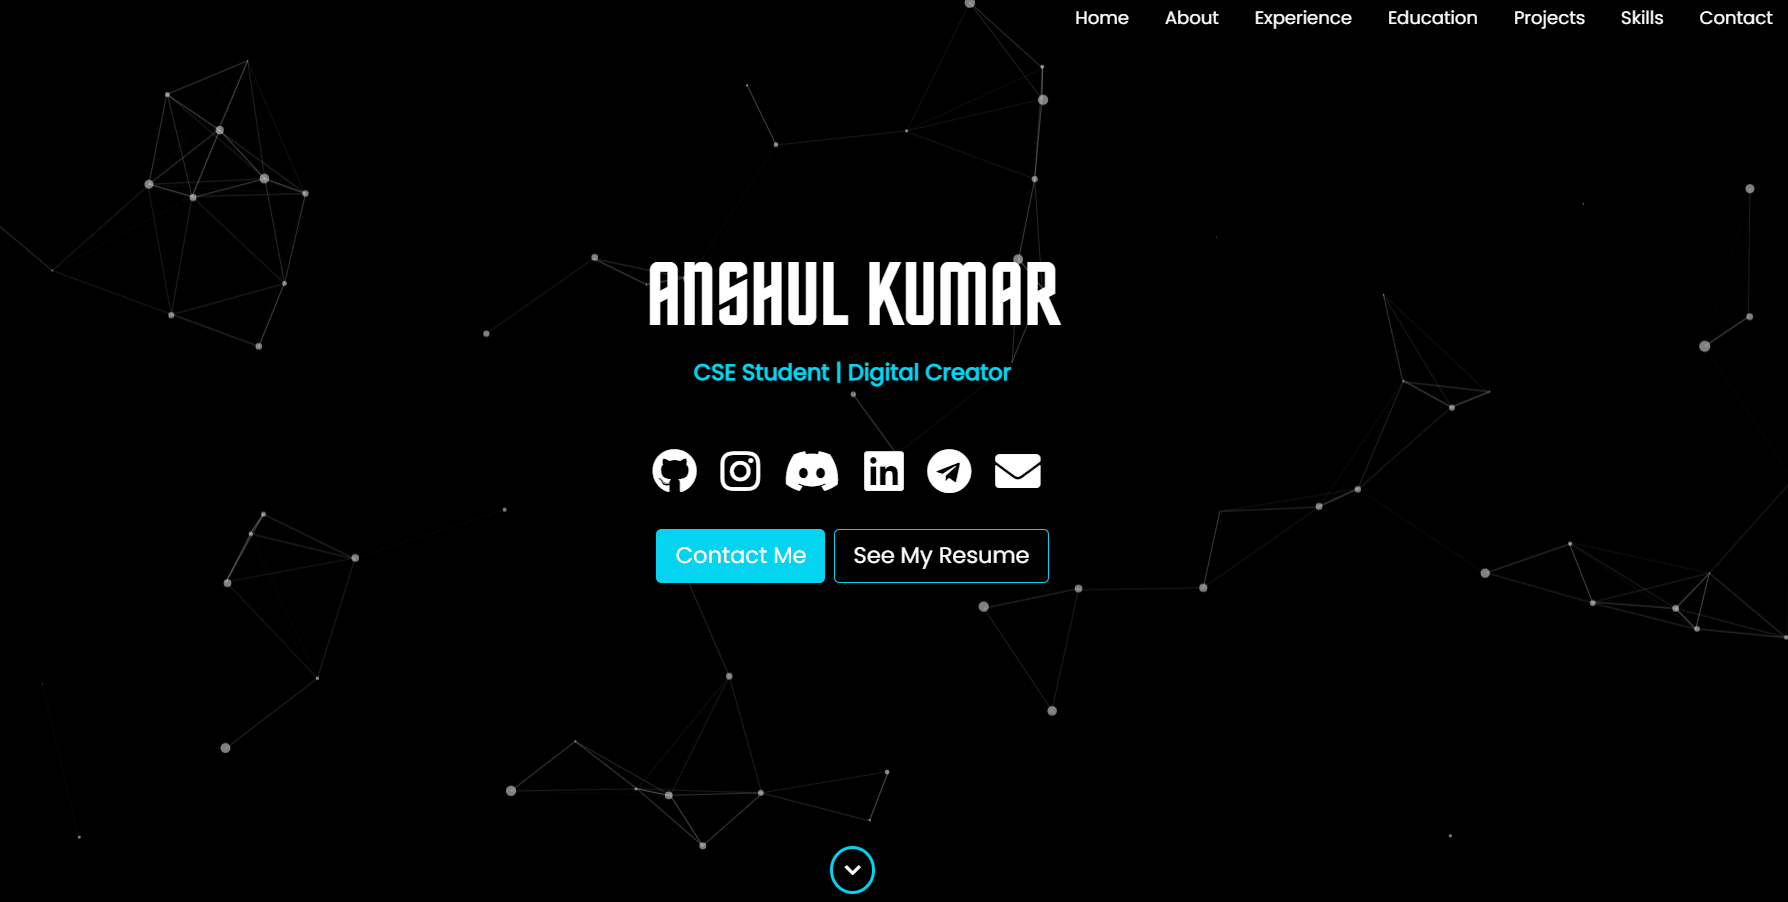 Home About Experience Education Projects Skills Contact
ANSHUL KUMAR
CSE Student | Digital Creator
Contact Me See My Resume